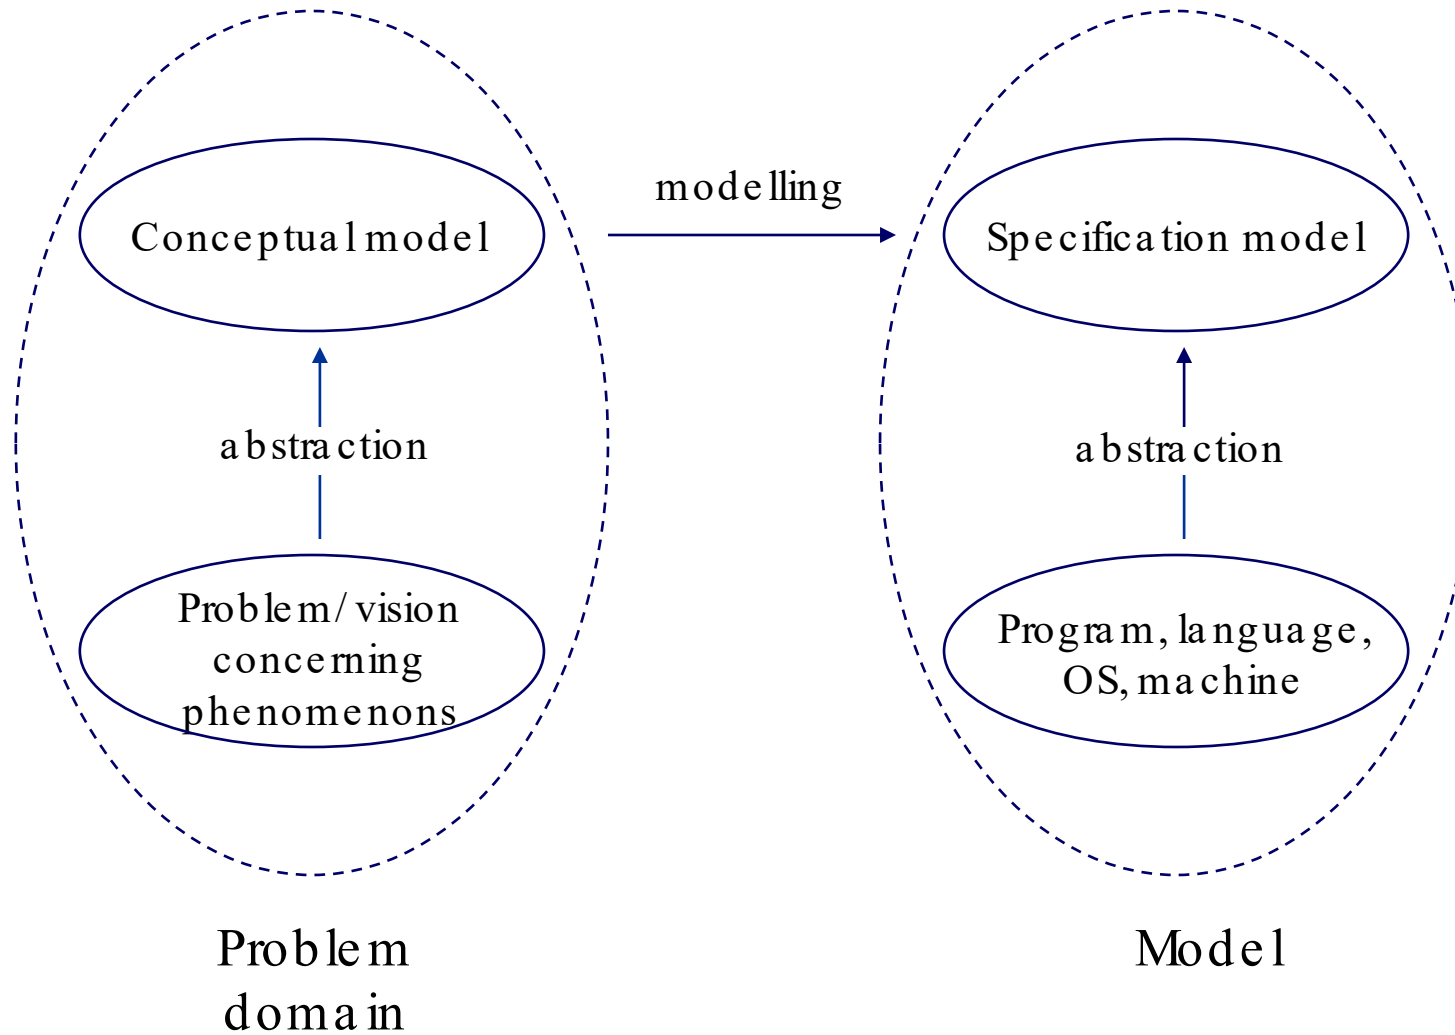 modelling
Conceptual model
Specification model
abstraction
abstraction
Problem/ vision
concerning
phenomenons
Program, language,
OS, machine
Problem
domain
Model